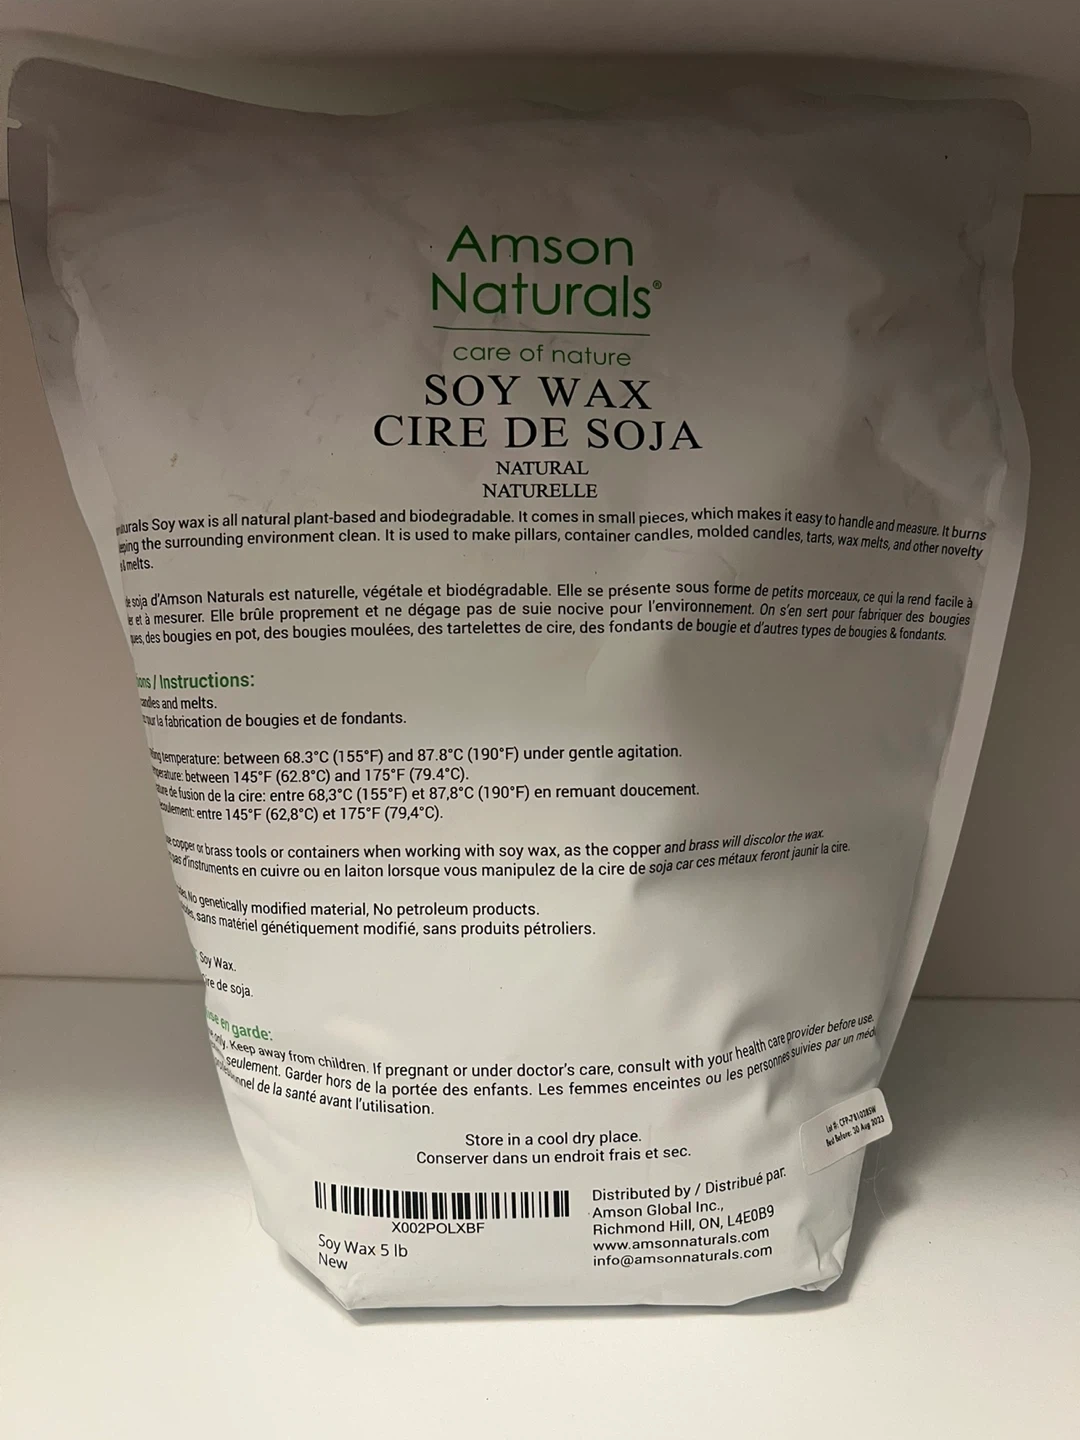 Amson
Naturals®
care of nature
SOY WAX
CIRE DE SOJA
NATURAL
NATURELLE
Soy wax is all natural plant-based and biodegradable. It comes in small pieces, which makes it easy to handle and measure. It burns
the surrounding environment clean. It is used to make pillars, container candles, molded candles, tarts, wax melts, and other novelty
melts.
soja d'Amson Naturals est naturelle, végétale et biodégradable. Elle se présente sous forme de petits morceaux, ce qui la rend facile à
et à mesurer. Elle brûle proprement et ne dégage pas de suie nocive pour l'environnement. On s'en sert pour fabriquer des bougies
des bougies en pot, des bougies moulées, des tartelettes de cire, des fondants de bougie et d'autres types de bougies & fondants.
/ Instructions:
and melts.
la fabrication de bougies et de fondants.
temperature: between 68.3°C (155°F) and 87.8°C (190°F) under gentle agitation.
between 145°F (62.8°C) and 175°F (79.4°C).
de fusion de la cire: entre 68,3°C (155°F) et 87,8°C (190°F) en remuant doucement.
entre 145°F (62,8°C) et 175°F (79,4°C).
copper or brass tools or containers when working with soy wax, as the copper and brass will discolor the wax.
pas d'instruments en cuivre ou en laiton lorsque vous manipulez de la cire de soja car ces métaux feront jaunir la cire.
No genetically modified material, No petroleum products.
sans matériel génétiquement modifié, sans produits pétroliers.
Soy Wax.
Cire de soja.
en garde:
only. Keep away from children. If pregnant or under doctor's care, consult with your health care provider before use.
seulement. Garder hors de la portée des enfants. Les femmes enceintes ou les personnes suivies par un
de la santé avant l'utilisation.
Lot #: CFP-781028SW
Best Before: 30 Aug 2023
Store in a cool dry place.
Conserver dans un endroit frais et sec.
X002POLXBF
Soy Wax 5 lb
New
Distributed by / Distribué par:
Amson Global Inc.,
Richmond Hill, ON, L4E0B9
www.amsonnaturals.com
info@amsonnaturals.com